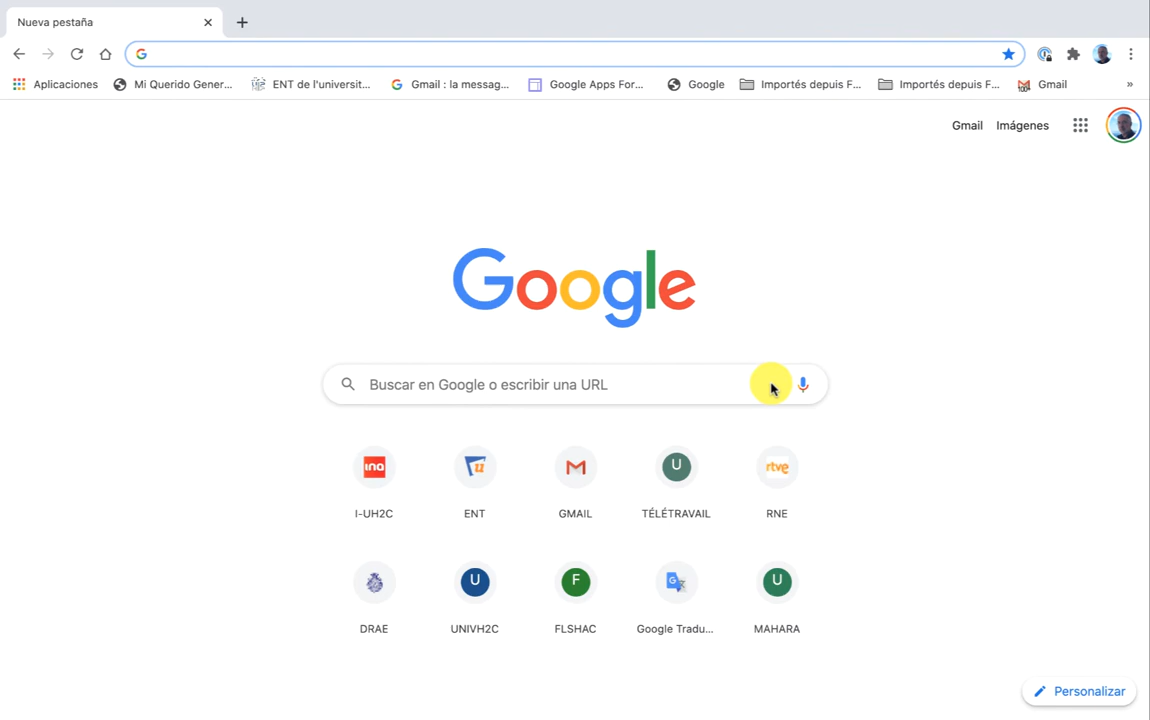 Nueva pestaña
Aplicaciones Mi Querido Gener... ENT de l'universit... Gmail : la messag... Google Apps For... Google Importés depuis F... Importés depuis F... Gmail »
Gmail Imágenes
Google
Buscar en Google o escribir una URL
ina u U rtve
I-UH2C ENT GMAIL TÉLÉTRAVAIL RNE
U F G U
DRAE UNIVH2C FLSHAC Google Tradu... MAHARA
Personalizar